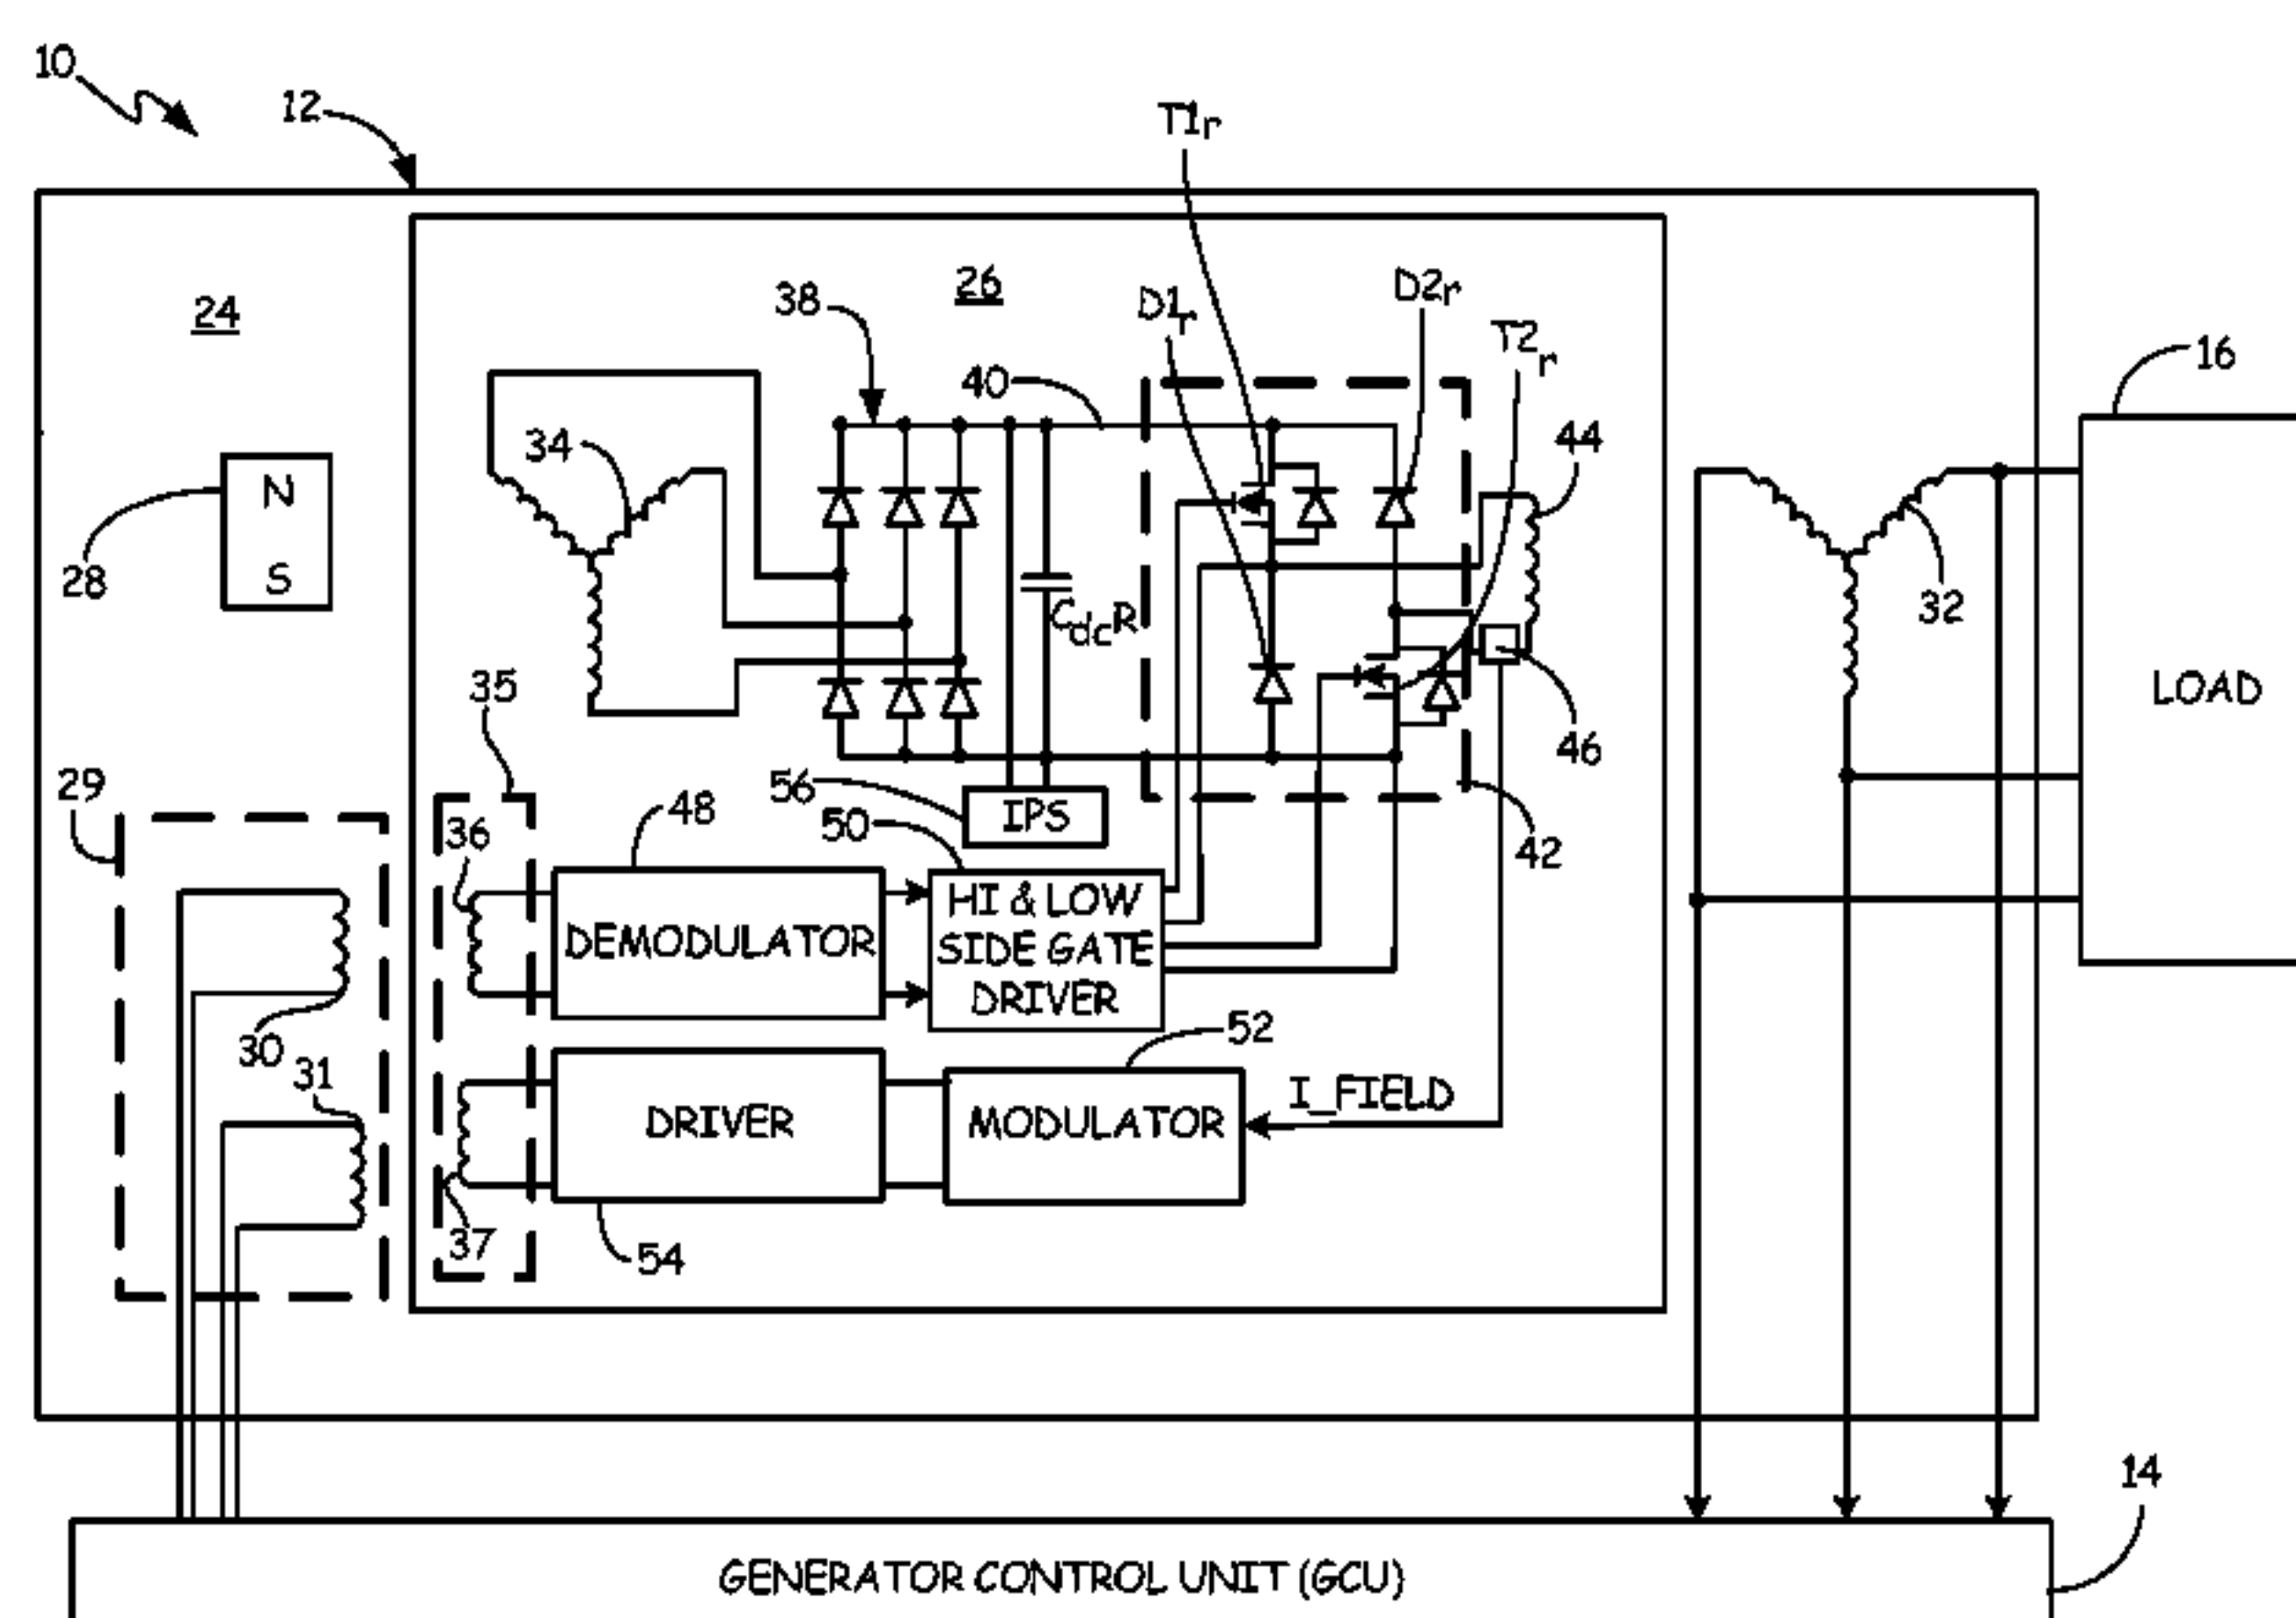 10
12
T1r
24
38
26
D1r
D2r
T2r
16
40
34
44
N
S
28
32
CdcR
35
LOAD
46
29
56
IPS
48
36
50
42
HI & LOW
SIDE GATE
DRIVER
DEMODULATOR
30
31
52
I_FIELD
DRIVER
MODULATOR
37
54
14
GENERATOR CONTROL UNIT (GCU)